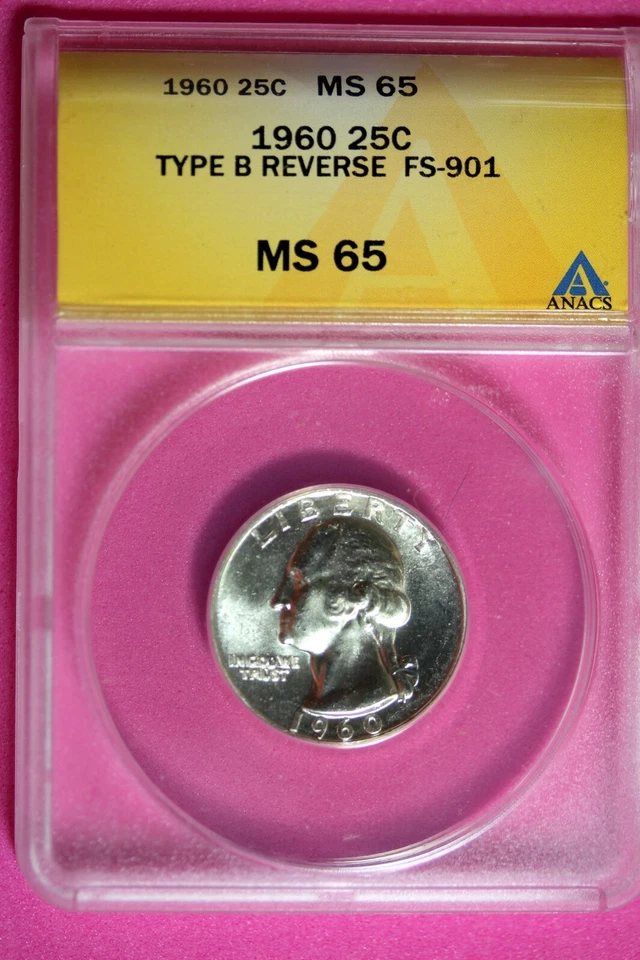 1960 25C MS 65
1960 25C
TYPE B REVERSE FS-901
MS 65
ANACS
LIBERTY
IN GOD WE
TRUST
1960